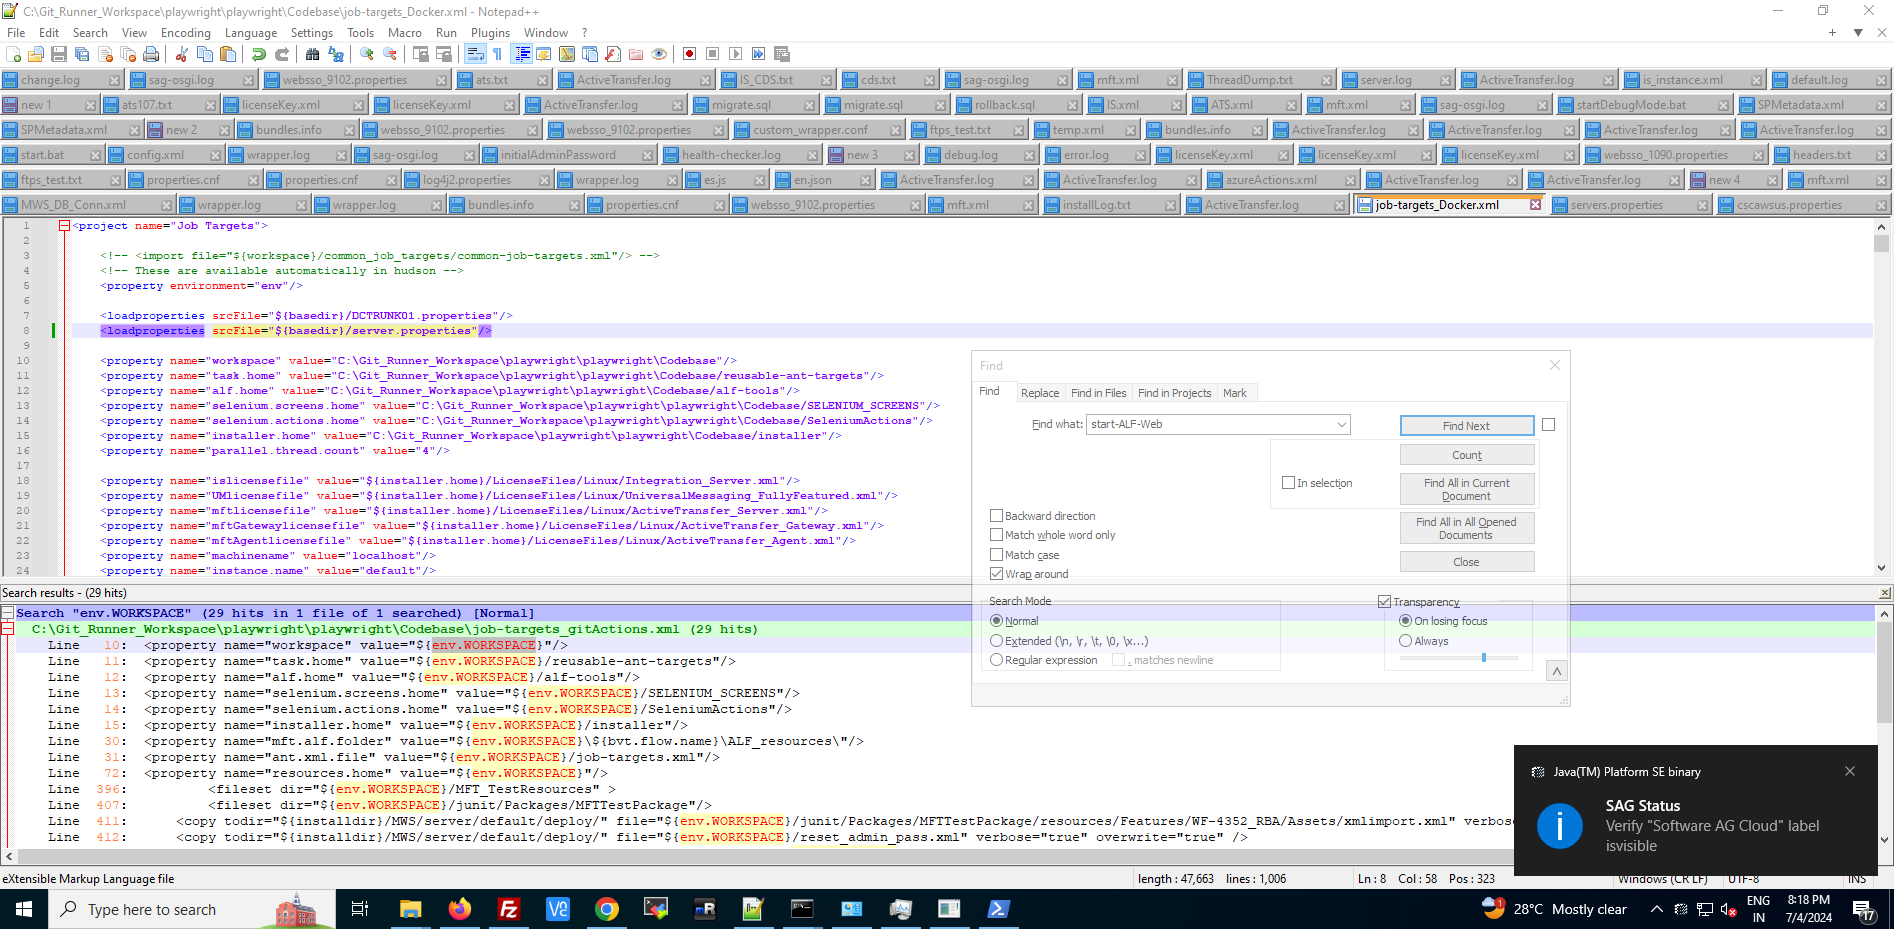 C:\Git_Runner_Workspace\playwright\playwright\Codebase\job-targets_Docker.xml - Notepad++
File Edit Search View Encoding Language Settings Tools Macro Run Plugins Window ?
change.log sag-osgi.log websso_9102.properties ats.txt ActiveTransfer.log IS_CDS.txt cds.txt sag-osgi.log mft.xml ThreadDump.txt server.log ActiveTransfer.log is_instance.xml default.log
new 1 ats107.txt licenseKey.xml licenseKey.xml ActiveTransfer.log migrate.sql migrate.sql rollback.sql IS.xml ATS.xml mft.xml sag-osgi.log startDebugMode.bat SPMetadata.xml
SPMetadata.xml new 2 bundles.info websso_9102.properties websso_9102.properties custom_wrapper.conf ftps_test.txt temp.xml bundles.info ActiveTransfer.log ActiveTransfer.log ActiveTransfer.log ActiveTransfer.log
start.bat config.xml wrapper.log sag-osgi.log initialAdminPassword health-checker.log new 3 debug.log error.log licenseKey.xml licenseKey.xml licenseKey.xml websso_1090.properties headers.txt
ftps_test.txt properties.cnf properties.cnf log4j2.properties wrapper.log es.js en.json ActiveTransfer.log ActiveTransfer.log azureActions.xml ActiveTransfer.log ActiveTransfer.log new 4 mft.xml
MWS_DB_Conn.xml wrapper.log wrapper.log bundles.info properties.cnf websso_9102.properties mft.xml installLog.txt ActiveTransfer.log job-targets_Docker.xml servers.properties cscawsus.properties
1 <project name="Job Targets">
2
3 <!-- <import file="${workspace}/common_job_targets/common-job-targets.xml"/> -->
4 <!-- These are available automatically in hudson -->
5 <property environment="env"/>
6
7 <loadproperties srcFile="${basedir}/DCTRUNK01.properties"/>
8 <loadproperties srcFile="${basedir}/server.properties"/>
9
10 <property name="workspace" value="C:\Git_Runner_Workspace\playwright\playwright\Codebase"/>
11 <property name="task.home" value="C:\Git_Runner_Workspace\playwright\playwright\Codebase/reusable-ant-targets"/>
12 <property name="alf.home" value="C:\Git_Runner_Workspace\playwright\playwright\Codebase/alf-tools"/>
13 <property name="selenium.screens.home" value="C:\Git_Runner_Workspace\playwright\playwright\Codebase/SELENIUM_SCREENS"/>
14 <property name="selenium.actions.home" value="C:\Git_Runner_Workspace\playwright\playwright\Codebase/SeleniumActions"/>
15 <property name="installer.home" value="C:\Git_Runner_Workspace\playwright\playwright\Codebase/installer"/>
16 <property name="parallel.thread.count" value="4"/>
17
18 <property name="islicensefile" value="${installer.home}/LicenseFiles/Linux/Integration_Server.xml"/>
19 <property name="UMlicensefile" value="${installer.home}/LicenseFiles/Linux/UniversalMessaging_FullyFeatured.xml"/>
20 <property name="mftlicensefile" value="${installer.home}/LicenseFiles/Linux/ActiveTransfer_Server.xml"/>
21 <property name="mftGatewaylicensefile" value="${installer.home}/LicenseFiles/Linux/ActiveTransfer_Gateway.xml"/>
22 <property name="mftAgentlicensefile" value="${installer.home}/LicenseFiles/Linux/ActiveTransfer_Agent.xml"/>
23 <property name="machinename" value="localhost"/>
24 <property name="instance.name" value="default"/>
Find
Find Replace Find in Files Find in Projects Mark
Find what: start-ALF-Web
Find Next
Count
In selection
Find All in Current Document
Find All in All Opened Documents
Close
Backward direction
Match whole word only
Match case
Wrap around
Search Mode
Normal
Extended (\n, \r, \t, \0, \x...)
Regular expression . matches newline
Transparency
On losing focus
Always
Search results - (29 hits)
Search "env.WORKSPACE" (29 hits in 1 file of 1 searched) [Normal]
C:\Git_Runner_Workspace\playwright\playwright\Codebase\job-targets_gitActions.xml (29 hits)
Line 10: <property name="workspace" value="${env.WORKSPACE}"/>
Line 11: <property name="task.home" value="${env.WORKSPACE}/reusable-ant-targets"/>
Line 12: <property name="alf.home" value="${env.WORKSPACE}/alf-tools"/>
Line 13: <property name="selenium.screens.home" value="${env.WORKSPACE}/SELENIUM_SCREENS"/>
Line 14: <property name="selenium.actions.home" value="${env.WORKSPACE}/SeleniumActions"/>
Line 15: <property name="installer.home" value="${env.WORKSPACE}/installer"/>
Line 30: <property name="mft.alf.folder" value="${env.WORKSPACE}\${bvt.flow.name}\ALF_resources\"/>
Line 31: <property name="ant.xml.file" value="${env.WORKSPACE}/job-targets.xml"/>
Line 72: <property name="resources.home" value="${env.WORKSPACE}"/>
Line 396: <fileset dir="${env.WORKSPACE}/MFT_TestResources" >
Line 407: <fileset dir="${env.WORKSPACE}/junit/Packages/MFTTestPackage"/>
Line 411: <copy todir="${installdir}/MWS/server/default/deploy/" file="${env.WORKSPACE}/junit/Packages/MFTTestPackage/resources/Features/WF-4352_RBA/Assets/xmlimport.xml" verbos
Line 412: <copy todir="${installdir}/MWS/server/default/deploy/" file="${env.WORKSPACE}/reset_admin_pass.xml" verbose="true" overwrite="true" />
Java(TM) Platform SE binary
SAG Status
Verify "Software AG Cloud" label
isvisible
eXtensible Markup Language file length : 47,663 lines : 1,006 Ln : 8 Col : 58 Pos : 323 Windows (CR LF) UTF-8 INS
Type here to search
28°C Mostly clear
ENG
IN
8:18 PM
7/4/2024
17